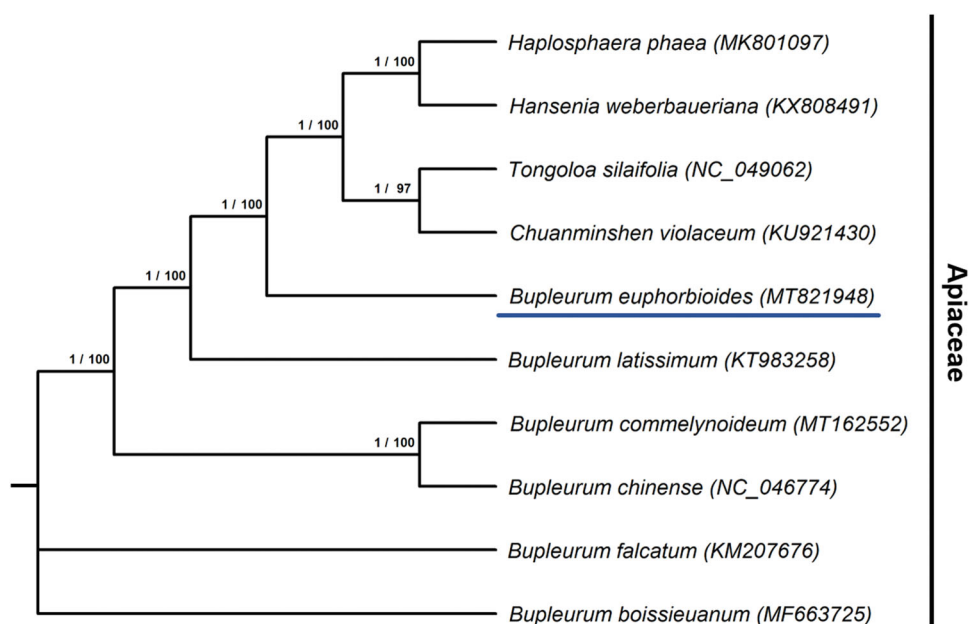 Haplosphaera phaea (MK801097)
1 / 100
Hansenia weberbaueriana (KX808491)
1 / 100
Tongoloa silaifolia (NC_049062)
1 / 97
1 / 100
Chuanminshen violaceum (KU921430)
1 / 100
Bupleurum euphorbioides (MT821948)
Apiaceae
1 / 100
Bupleurum latissimum (KT983258)
Bupleurum commelynoideum (MT162552)
1 / 100
Bupleurum chinense (NC_046774)
Bupleurum falcatum (KM207676)
Bupleurum boissieuanum (MF663725)